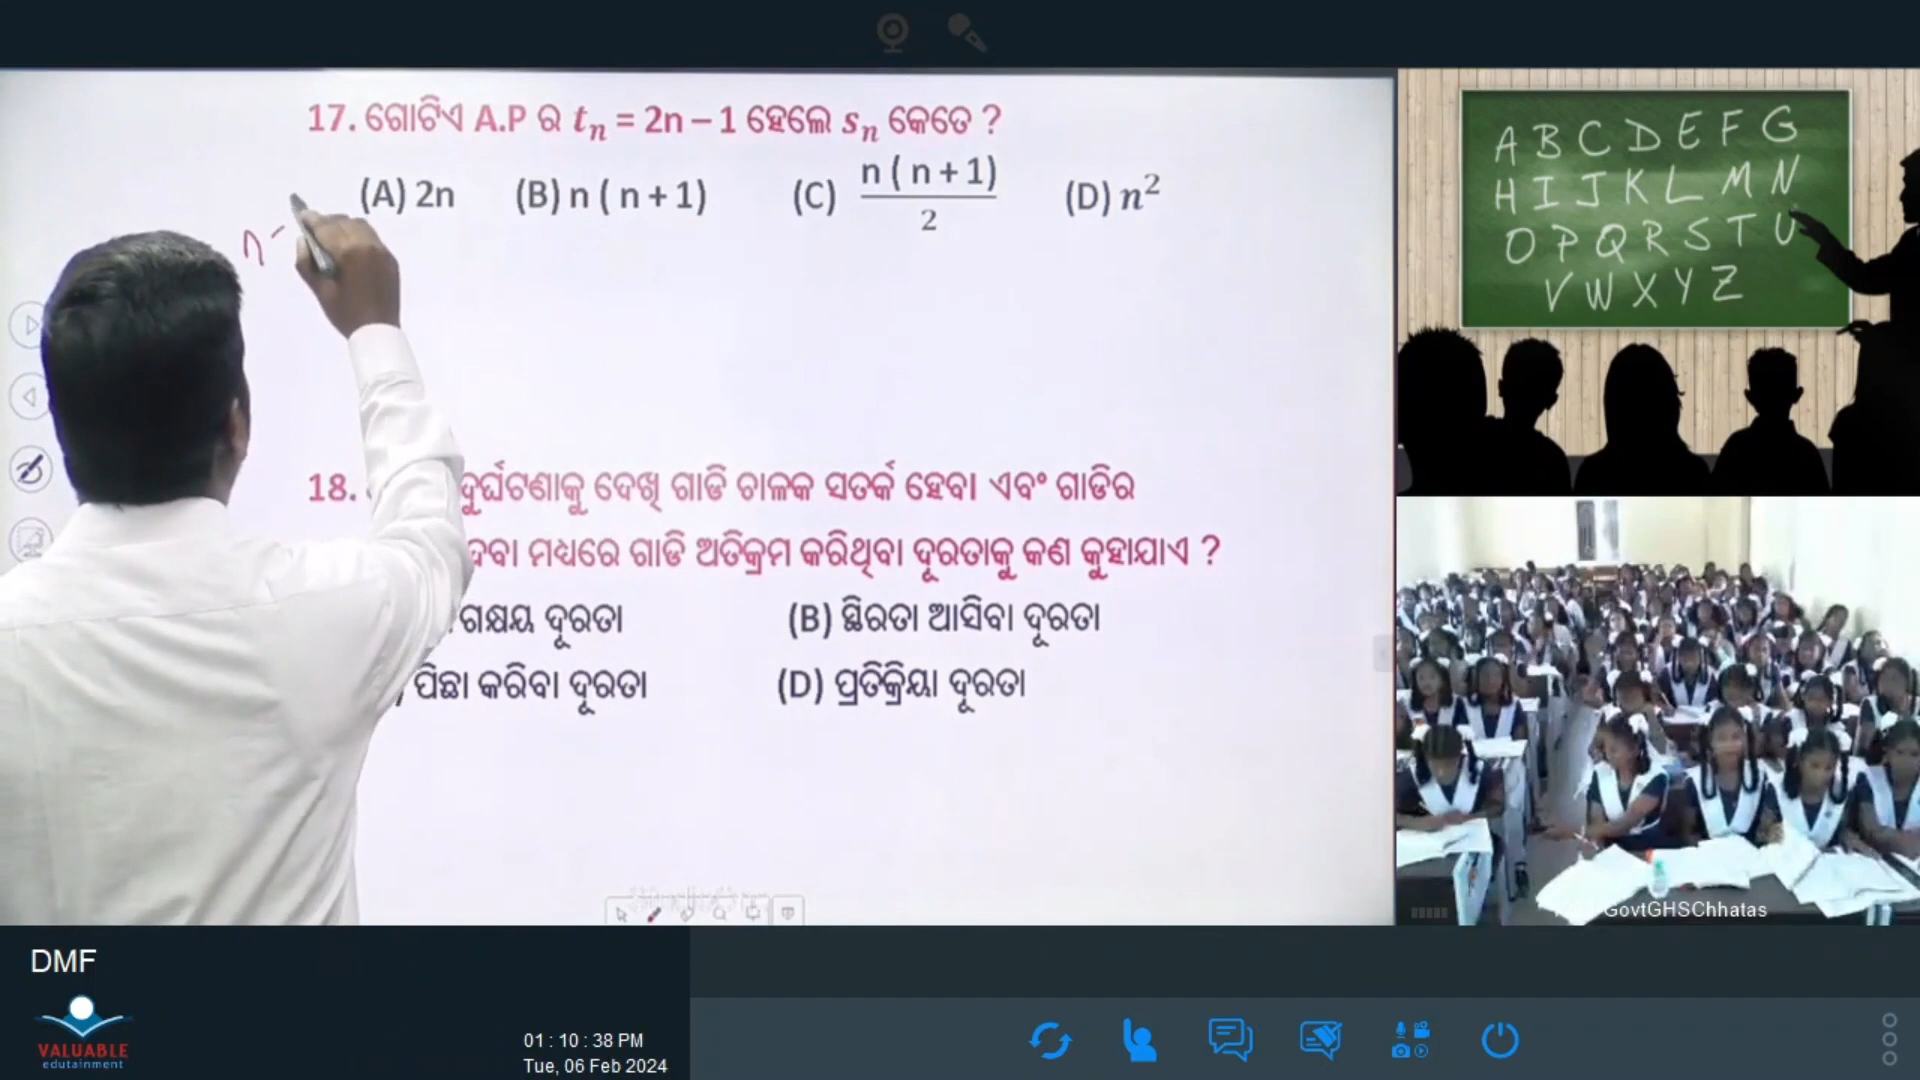 17. ଗୋଟିଏ A.P ର tₙ = 2n – 1 ହେଲେ sₙ କେତେ ?
(A) 2n (B) n ( n + 1) (C) n ( n + 1) / 2 (D) n²
n
18. ଦୁର୍ଘଟଣାକୁ ଦେଖି ଗାଡି ଚାଳକ ସତର୍କ ହେବା ଏବଂ ଗାଡିର
ମଧ୍ୟରେ ଗାଡି ଅତିକ୍ରମ କରିଥିବା ଦୂରତାକୁ କଣ କୁହାଯାଏ ?
ଦୂରତା (B) ସ୍ଥିରତା ଆସିବା ଦୂରତା
ପିଛା କରିବା ଦୂରତା (D) ପ୍ରତିକ୍ରିୟା ଦୂରତା
A B C D E F G
H I J K L M N
O P Q R S T U
V W X Y Z
GovtGHSChhatas
DMF
VALUABLE
edutainment
01 : 10 : 38 PM
Tue, 06 Feb 2024